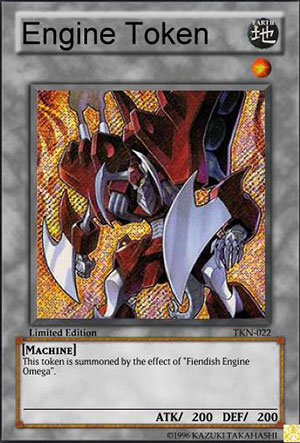 Engine Token
EARTH
地
Limited Edition TKN-022
[MACHINE]
This token is summoned by the effect of "Fiendish Engine
Omega".
ATK/ 200 DEF/ 200
©1996 KAZUKI TAKAHASHI